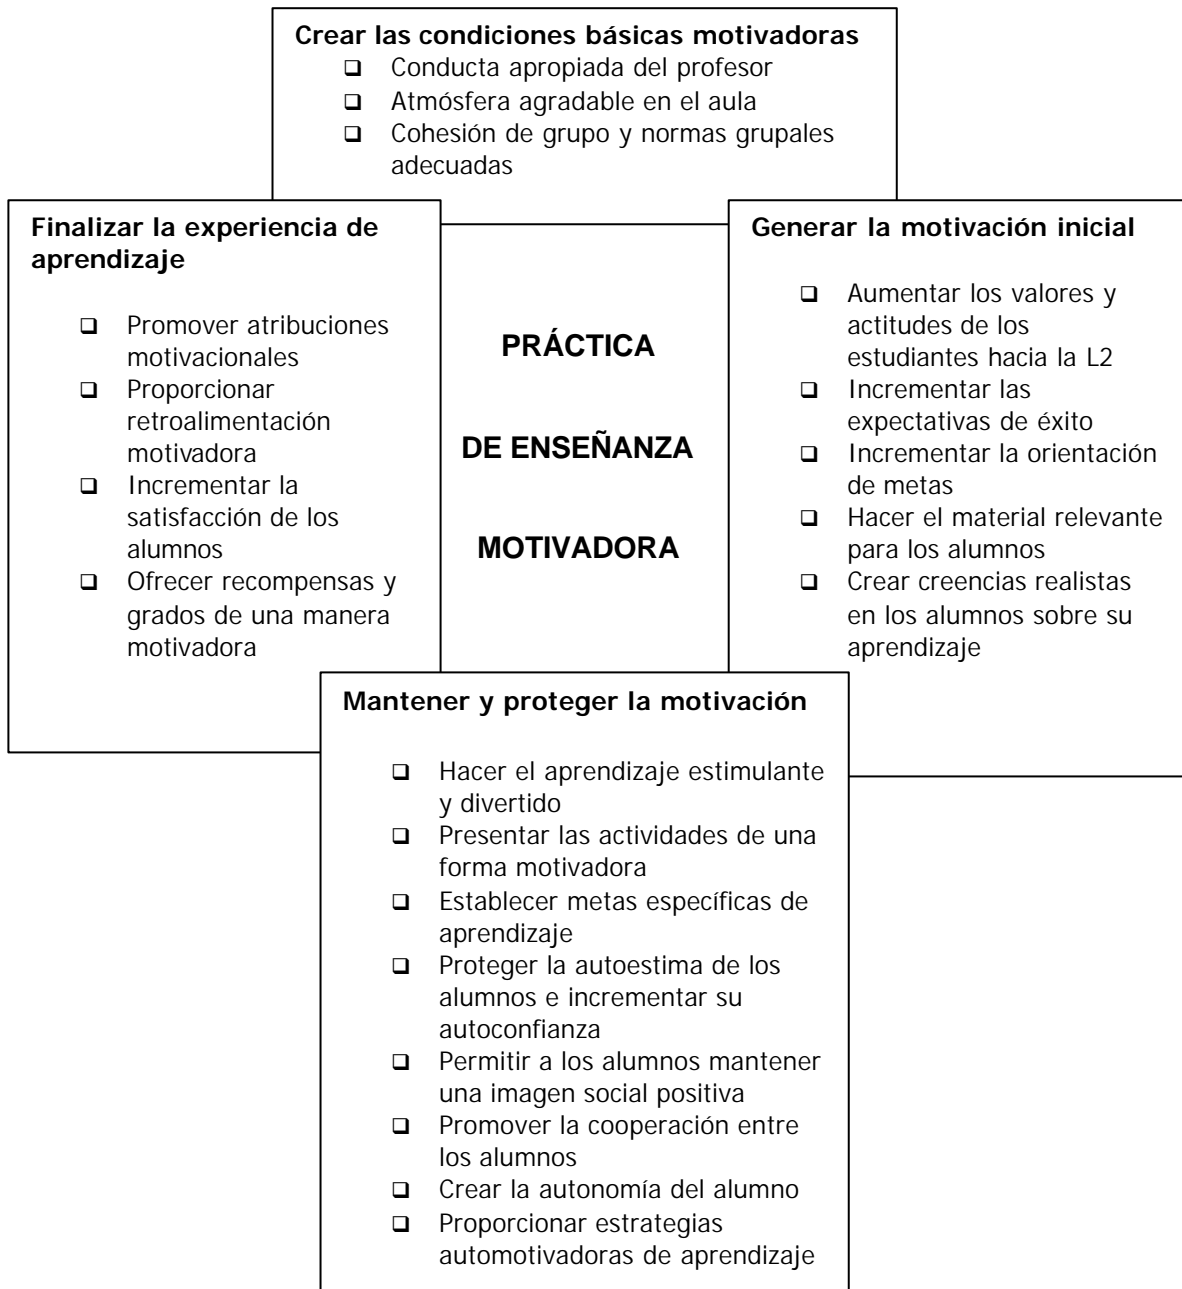 Crear las condiciones básicas motivadoras
❑ Conducta apropiada del profesor
❑ Atmósfera agradable en el aula
❑ Cohesión de grupo y normas grupales
adecuadas
Finalizar la experiencia de
aprendizaje
❑ Promover atribuciones
motivacionales
❑ Proporcionar
retroalimentación
motivadora
❑ Incrementar la
satisfacción de los
alumnos
❑ Ofrecer recompensas y
grados de una manera
motivadora
PRÁCTICA
DE ENSEÑANZA
MOTIVADORA
Generar la motivación inicial
❑ Aumentar los valores y
actitudes de los
estudiantes hacia la L2
❑ Incrementar las
expectativas de éxito
❑ Incrementar la orientación
de metas
❑ Hacer el material relevante
para los alumnos
❑ Crear creencias realistas
en los alumnos sobre su
aprendizaje
Mantener y proteger la motivación
❑ Hacer el aprendizaje estimulante
y divertido
❑ Presentar las actividades de una
forma motivadora
❑ Establecer metas específicas de
aprendizaje
❑ Proteger la autoestima de los
alumnos e incrementar su
autoconfianza
❑ Permitir a los alumnos mantener
una imagen social positiva
❑ Promover la cooperación entre
los alumnos
❑ Crear la autonomía del alumno
❑ Proporcionar estrategias
automotivadoras de aprendizaje